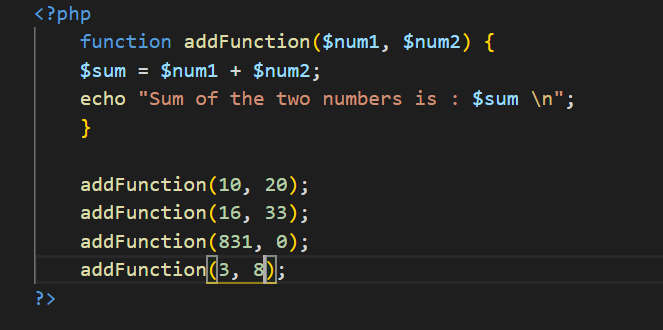 <?php
function addFunction($num1, $num2) {
$sum = $num1 + $num2;
echo "Sum of the two numbers is : $sum \n";
}
addFunction(10, 20);
addFunction(16, 33);
addFunction(831, 0);
addFunction(3, 8);
?>